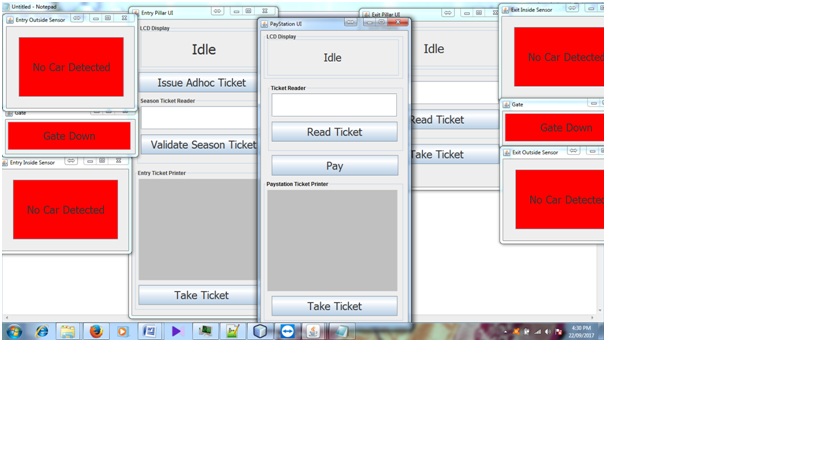 Untitled - Notepad
Entry Outside Sensor
No Car Detected
Gate
Gate Down
Entry Inside Sensor
No Car Detected
Entry Pillar UI
LCD Display
Idle
Issue Adhoc Ticket
Season Ticket Reader
Validate Season Ticket
Entry Ticket Printer
Take Ticket
PayStation UI
LCD Display
Idle
Ticket Reader
Read Ticket
Pay
Paystation Ticket Printer
Take Ticket
Exit Pillar UI
Idle
Read Ticket
Take Ticket
Exit Inside Sensor
No Car Detected
Gate
Gate Down
Exit Outside Sensor
No Car Detected
4:30 PM
22/09/2017